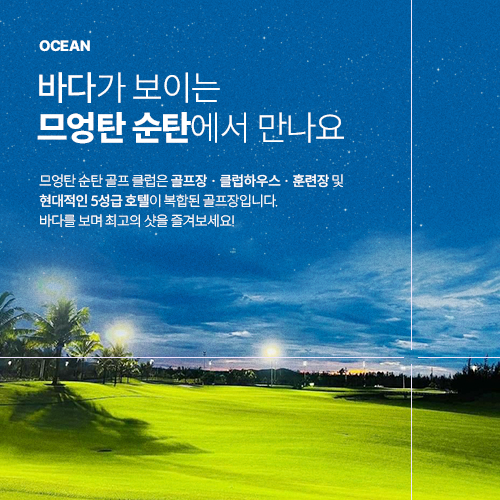 OCEAN
바다가 보이는
므엉탄 순탄에서 만나요
므엉탄 순탄 골프 클럽은 골프장 · 클럽하우스 · 훈련장 및
현대적인 5성급 호텔이 복합된 골프장입니다.
바다를 보며 최고의 샷을 즐겨보세요!